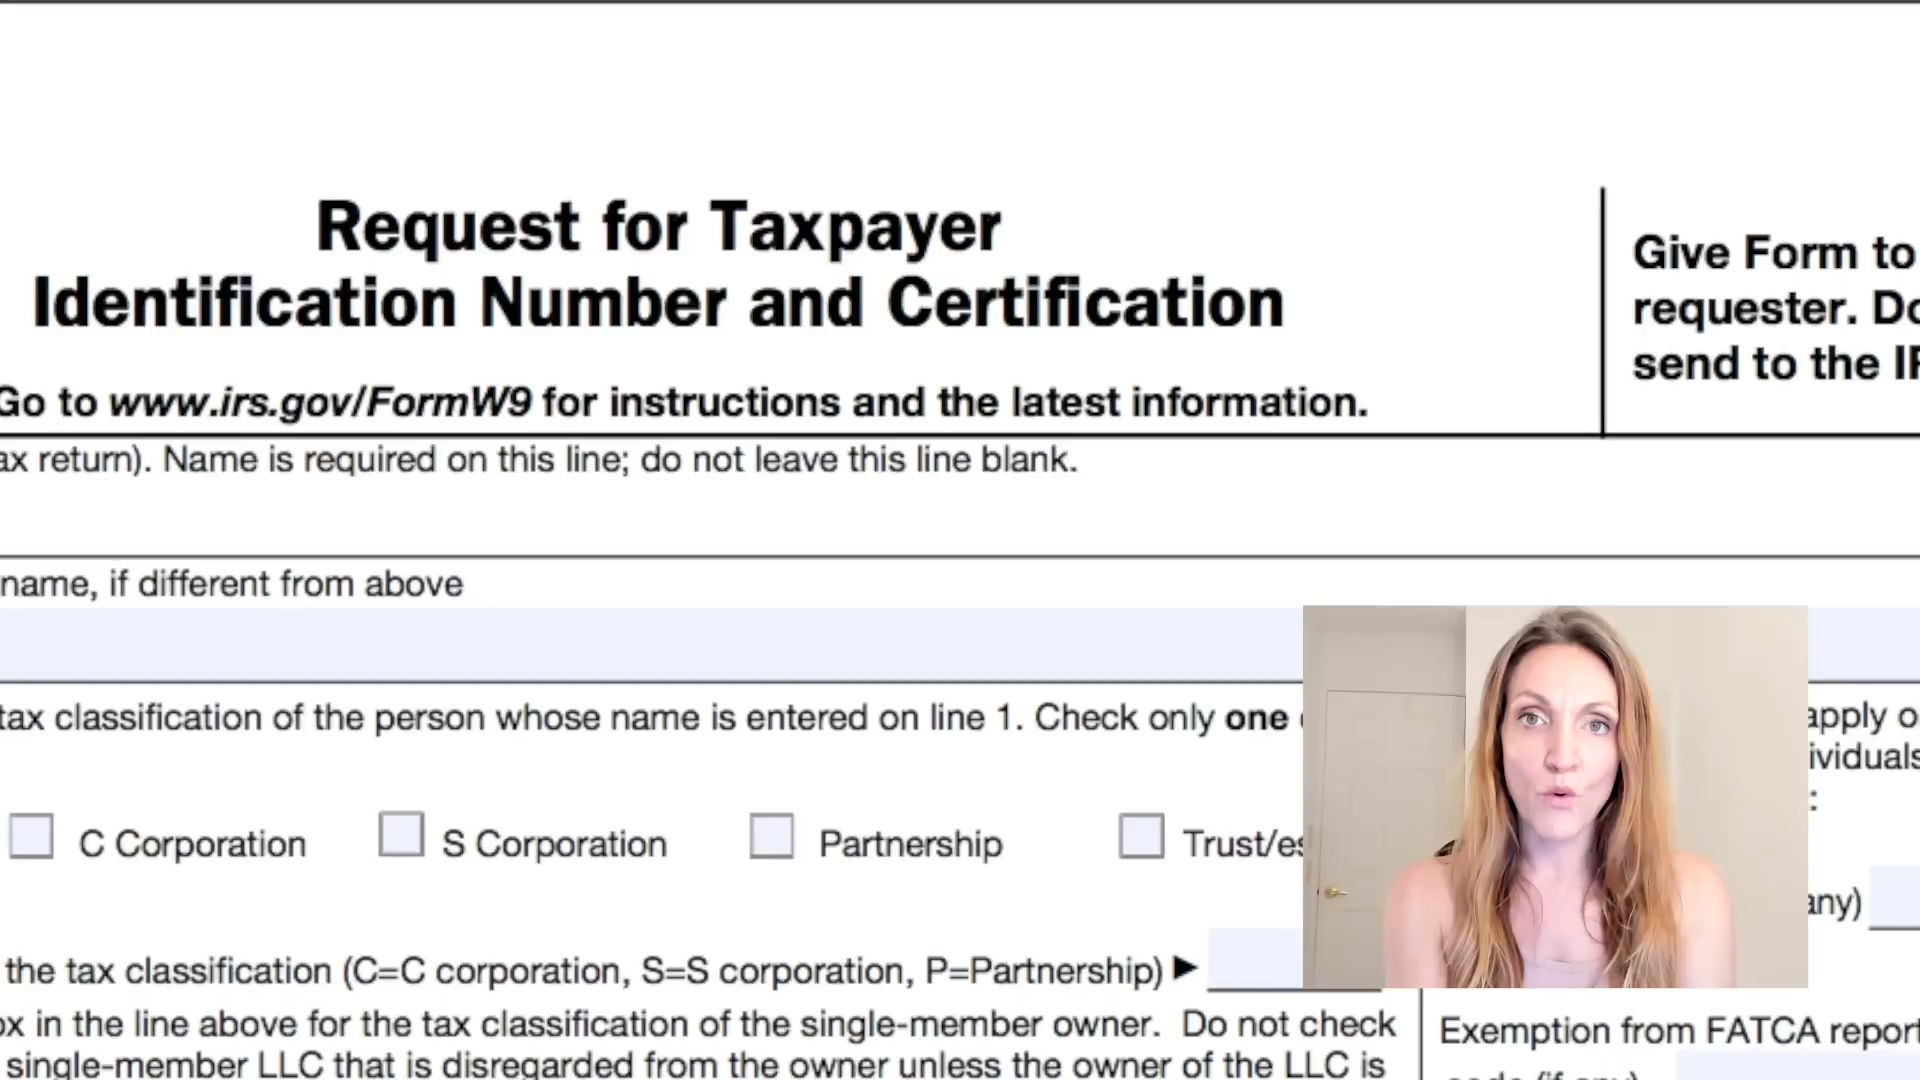 Request for Taxpayer
Identification Number and Certification
Give Form to
requester. Do
send to the
Go to www.irs.gov/FormW9 for instructions and the latest information.
ax return). Name is required on this line; do not leave this line blank.
name, if different from above
tax classification of the person whose name is entered on line 1. Check only one
apply
C Corporation
S Corporation
Partnership
Trust/es
any)
the tax classification (C=C corporation, S=S corporation, P=Partnership) ▶
ox in the line above for the tax classification of the single-member owner. Do not check
single-member LLC that is disregarded from the owner unless the owner of the LLC is
Exemption from FATCA report
code (if any)